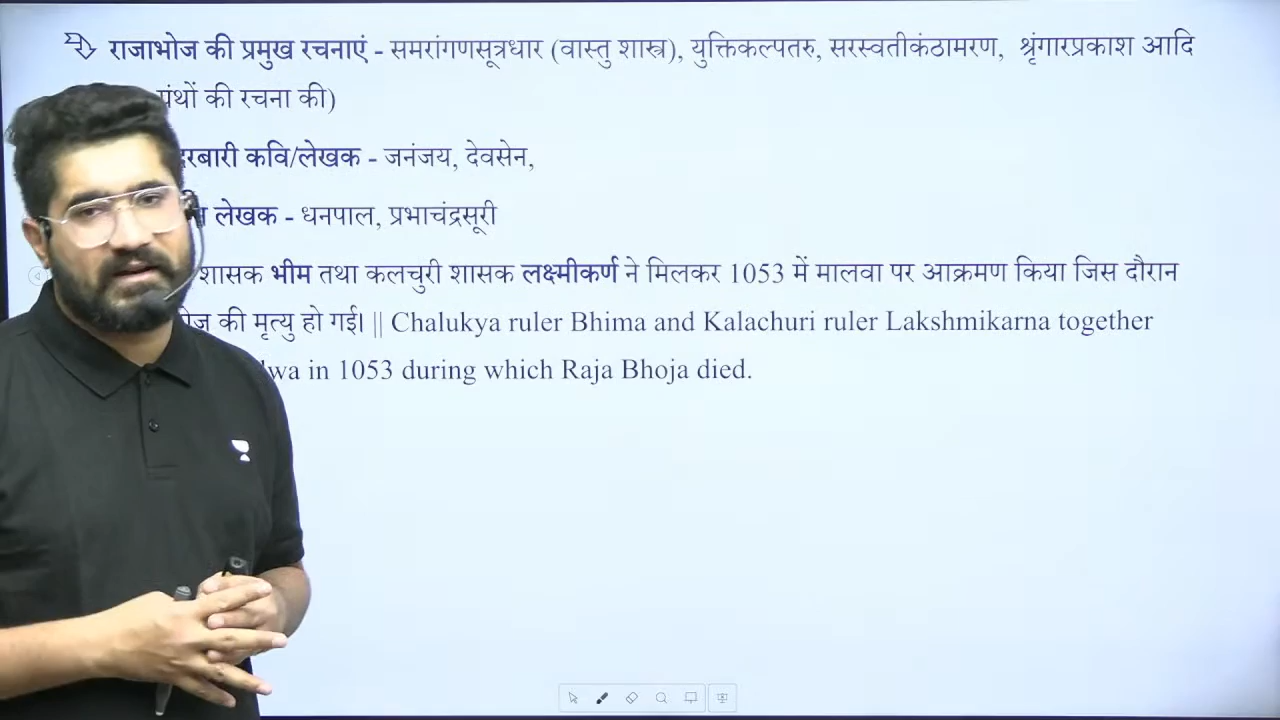 राजाभोज की प्रमुख रचनाएं - समरांगणसूत्रधार (वास्तु शास्त्र), युक्तिकल्पतरु, सरस्वतीकंठामरण, श्रृंगारप्रकाश आदि
ग्रंथों की रचना की)
दरबारी कवि/लेखक - जनंजय, देवसेन,
लेखक - धनपाल, प्रभाचंद्रसूरी
शासक भीम तथा कलचुरी शासक लक्ष्मीकर्ण ने मिलकर 1053 में मालवा पर आक्रमण किया जिस दौरान
की मृत्यु हो गई। || Chalukya ruler Bhima and Kalachuri ruler Lakshmikarna together
in 1053 during which Raja Bhoja died.